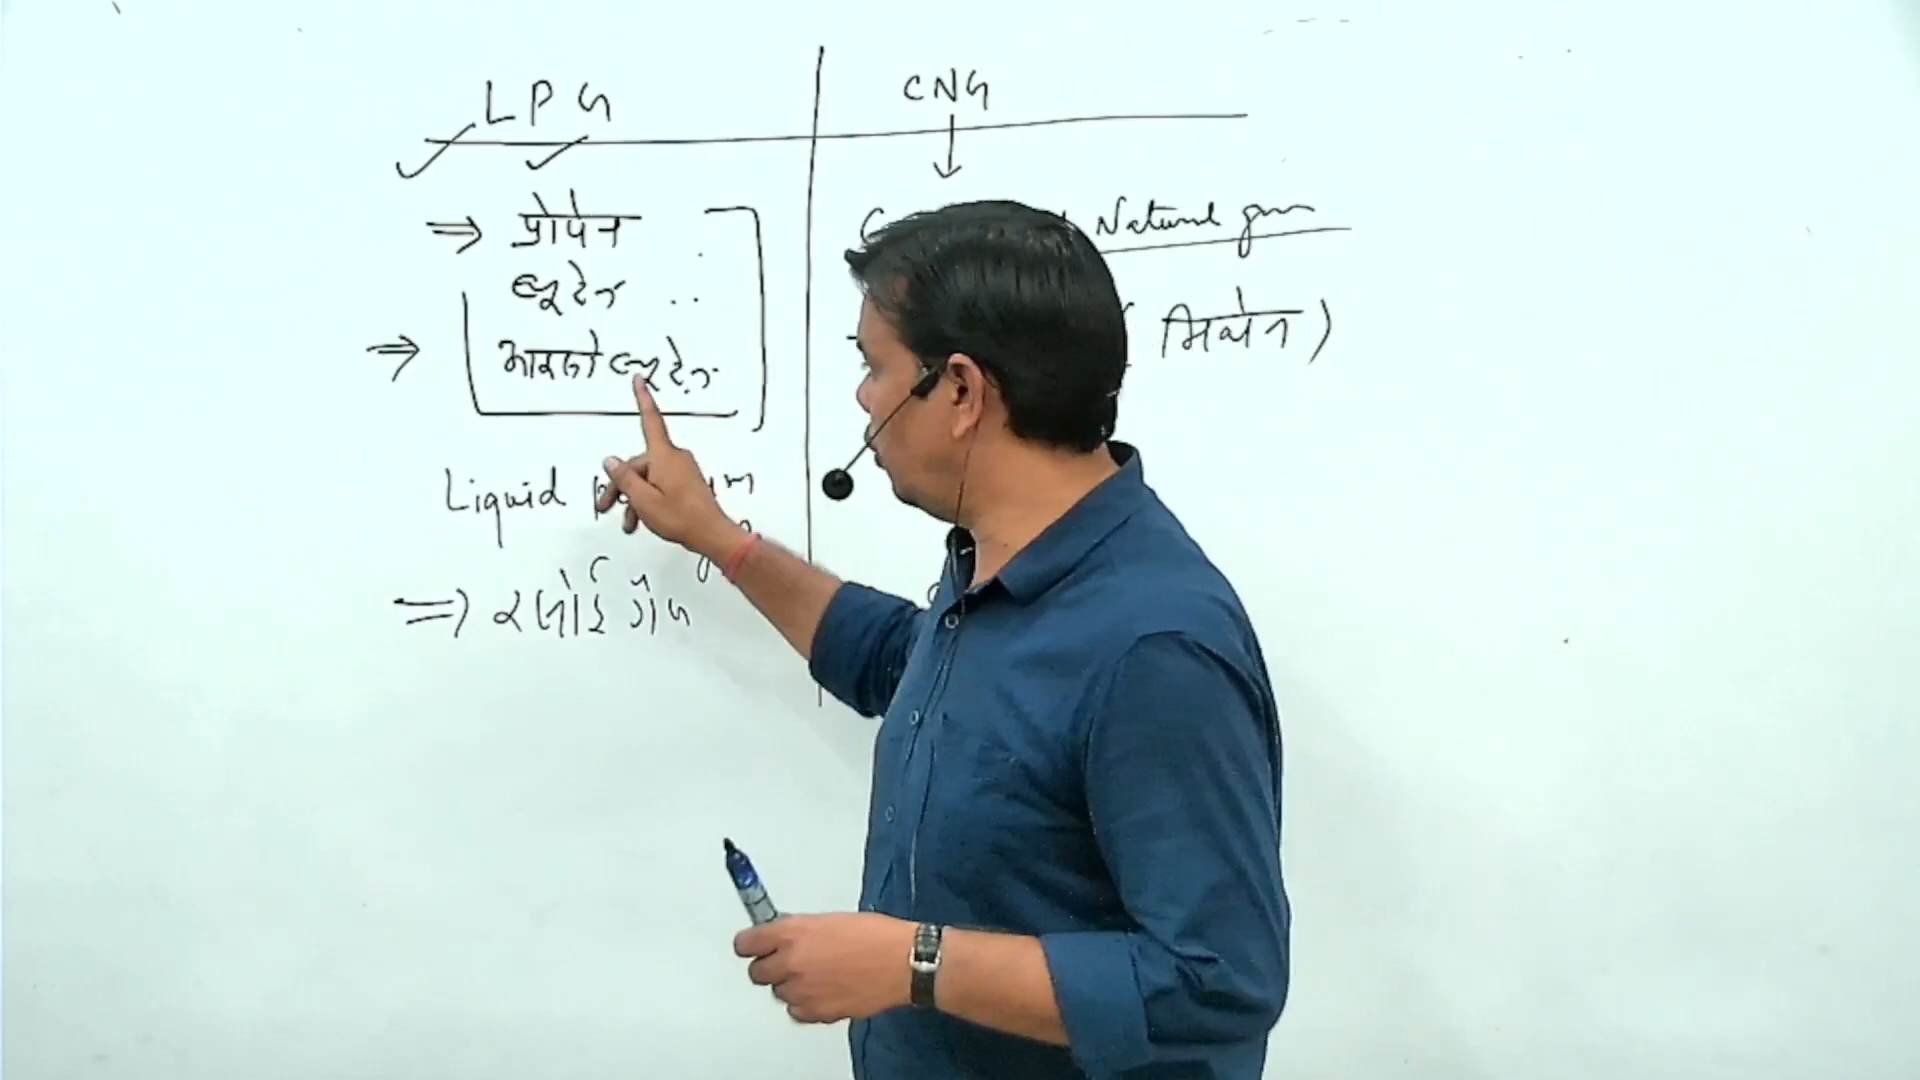 LPG
CNG
प्रोपेन
ब्यूटेन
आइसो ब्यूटेन
Liquid
रसोई गैस
Natural gas
(मिथेन)